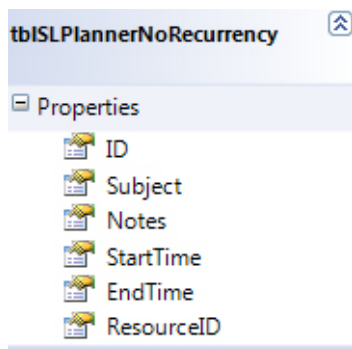 tblSLPlannerNoRecurrency
Properties
ID
Subject
Notes
StartTime
EndTime
ResourceID